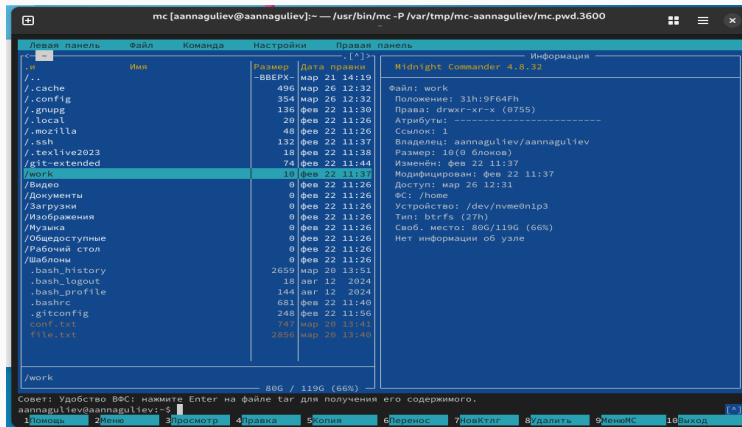 mc [aannaguliev@aannaguliev]:~ — /usr/bin/mc -P /var/tmp/mc-aannaguliev/mc.pwd.3600
Левая панель Файл Команда Настройки Правая панель
<— ~ .[^]>
.и Имя Размер Дата правки
/.. -ВВЕРХ- мар 21 14:19
/.cache 496 мар 26 12:32
/.config 354 мар 26 12:32
/.gnupg 136 фев 22 11:30
/.local 20 фев 22 11:26
/.mozilla 48 фев 22 11:26
/.ssh 132 фев 22 11:37
/.texlive2023 18 фев 22 11:38
/git-extended 74 фев 22 11:44
/work 10 фев 22 11:37
/Видео 0 фев 22 11:26
/Документы 0 фев 22 11:26
/Загрузки 0 фев 22 11:26
/Изображения 0 фев 22 11:26
/Музыка 0 фев 22 11:26
/Общедоступные 0 фев 22 11:26
/Рабочий стол 0 фев 22 11:26
/Шаблоны 0 фев 22 11:26
.bash_history 2659 мар 20 13:51
.bash_logout 18 авг 12 2024
.bash_profile 144 авг 12 2024
.bashrc 681 фев 22 11:40
.gitconfig 248 фев 22 11:56
conf.txt 747 мар 20 13:41
file.txt 2856 мар 20 13:40
/work
80G / 119G (66%)
Информация
Midnight Commander 4.8.32
Файл: work
Положение: 31h:9F64Fh
Права: drwxr-xr-x (0755)
Атрибуты: -------------------------
Ссылок: 1
Владелец: aannaguliev/aannaguliev
Размер: 10(0 блоков)
Изменён: фев 22 11:37
Модифицирован: фев 22 11:37
Доступ: мар 26 12:31
ФС: /home
Устройство: /dev/nvme0n1p3
Тип: btrfs (27h)
Своб. место: 80G/119G (66%)
Нет информации об узле
Совет: Удобство ВФС: нажмите Enter на файле tar для получения его содержимого.
aannaguliev@aannaguliev:~$ [^]
1Помощь 2Меню 3Просмотр 4Правка 5Копия 6Перенос 7НовКтлг 8Удалить 9МенюMC 10Выход